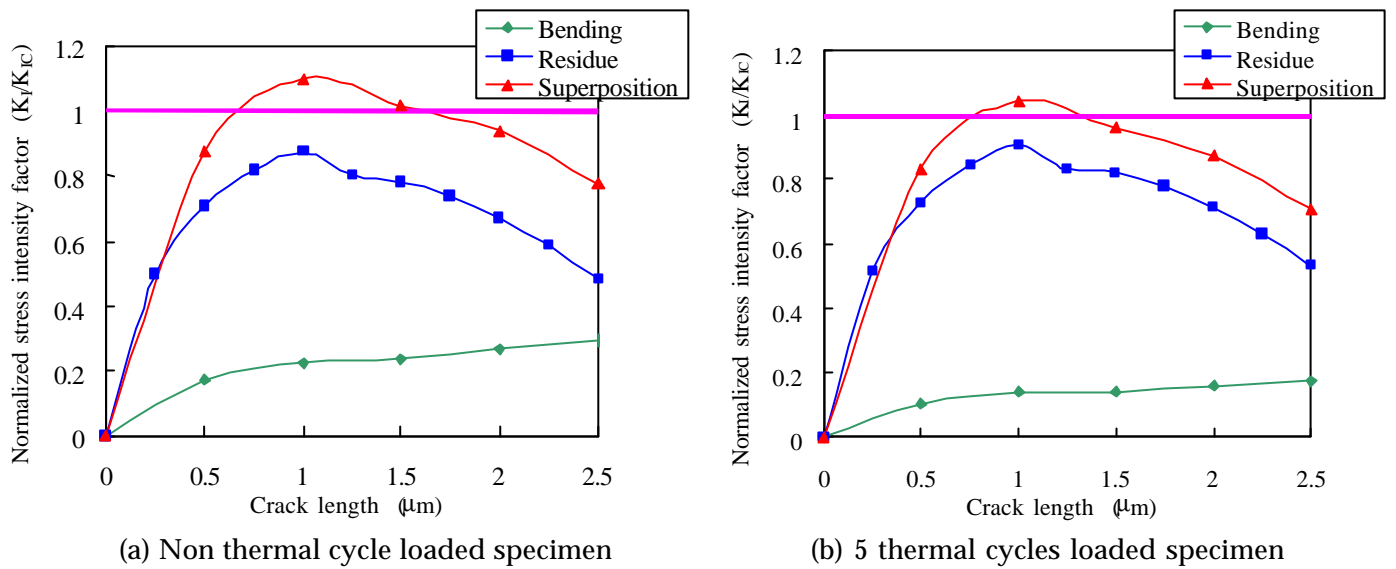 Bending
Residue
Superposition
Normalized stress intensity factor (KI/KIC)
1.2
1
0.8
0.6
0.4
0.2
0
0
0.5
1
1.5
2
2.5
Crack length (μm)
(a) Non thermal cycle loaded specimen
Bending
Residue
Superposition
Normalized stress intensity factor (KI/KIC)
1.2
1
0.8
0.6
0.4
0.2
0
0
0.5
1
1.5
2
2.5
Crack length (μm)
(b) 5 thermal cycles loaded specimen